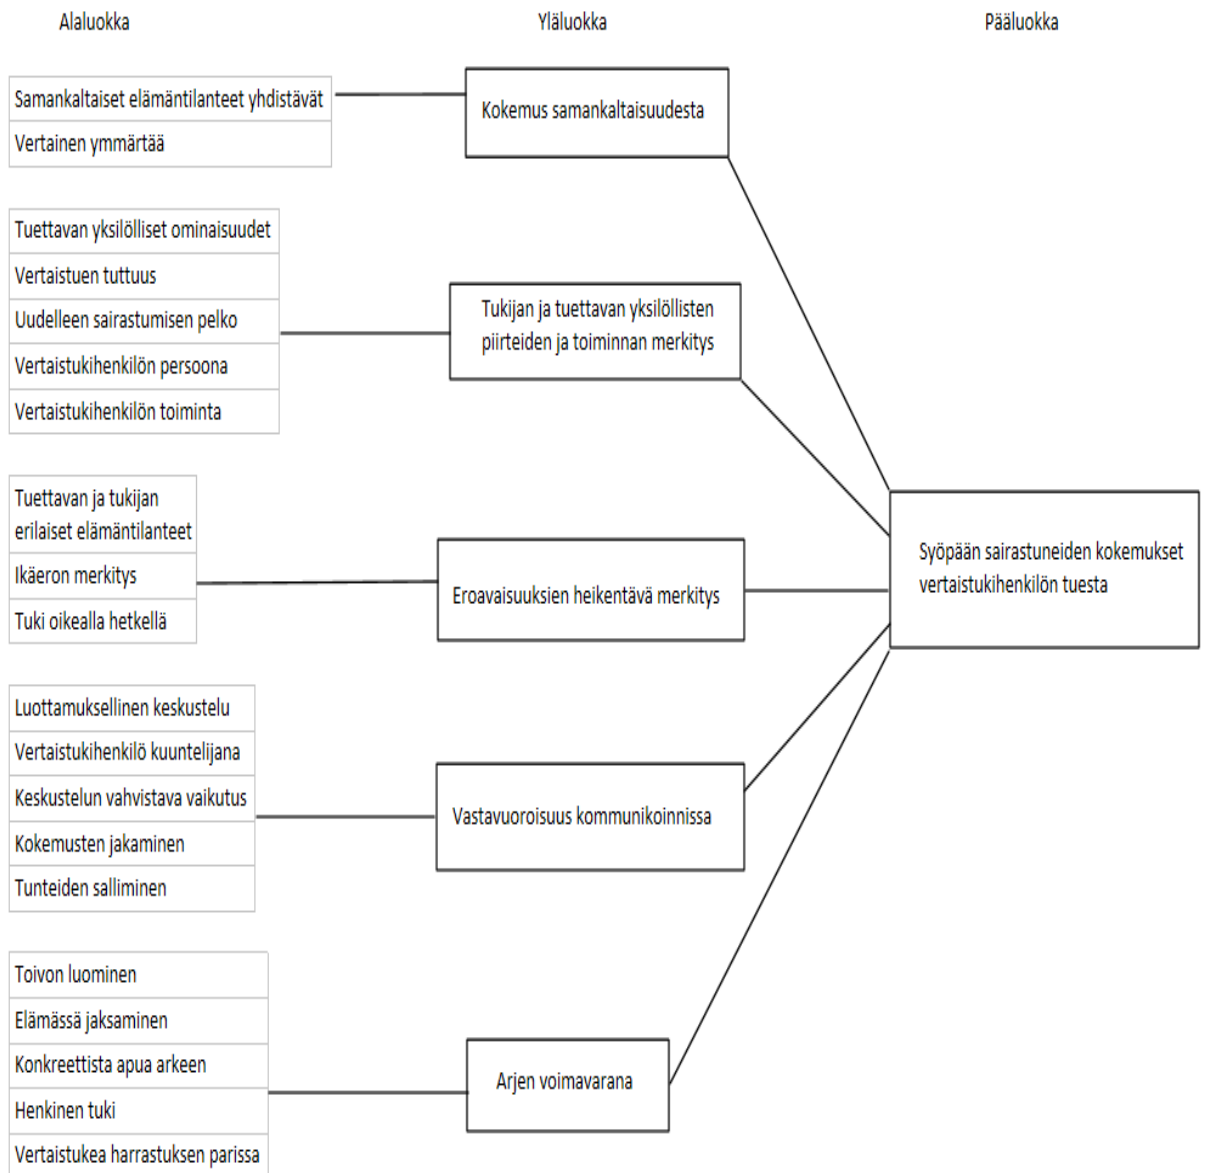 Alaluokka
Yläluokka
Pääluokka
Samankaltaiset elämäntilanteet yhdistävät
Vertainen ymmärtää
Kokemus samankaltaisuudesta
Tuettavan yksilölliset ominaisuudet
Vertaistuen tuttuus
Uudelleen sairastumisen pelko
Vertaistukihenkilön persoona
Vertaistukihenkilön toiminta
Tukijan ja tuettavan yksilöllisten
piirteiden ja toiminnan merkitys
Tuettavan ja tukijan
erilaiset elämäntilanteet
Ikäeron merkitys
Tuki oikealla hetkellä
Eroavaisuuksien heikentävä merkitys
Syöpään sairastuneiden kokemukset
vertaistukihenkilön tuesta
Luottamuksellinen keskustelu
Vertaistukihenkilö kuuntelijana
Keskustelun vahvistava vaikutus
Kokemusten jakaminen
Tunteiden salliminen
Vastavuoroisuus kommunikoinnissa
Toivon luominen
Elämässä jaksaminen
Konkreettista apua arkeen
Henkinen tuki
Vertaistukea harrastuksen parissa
Arjen voimavarana